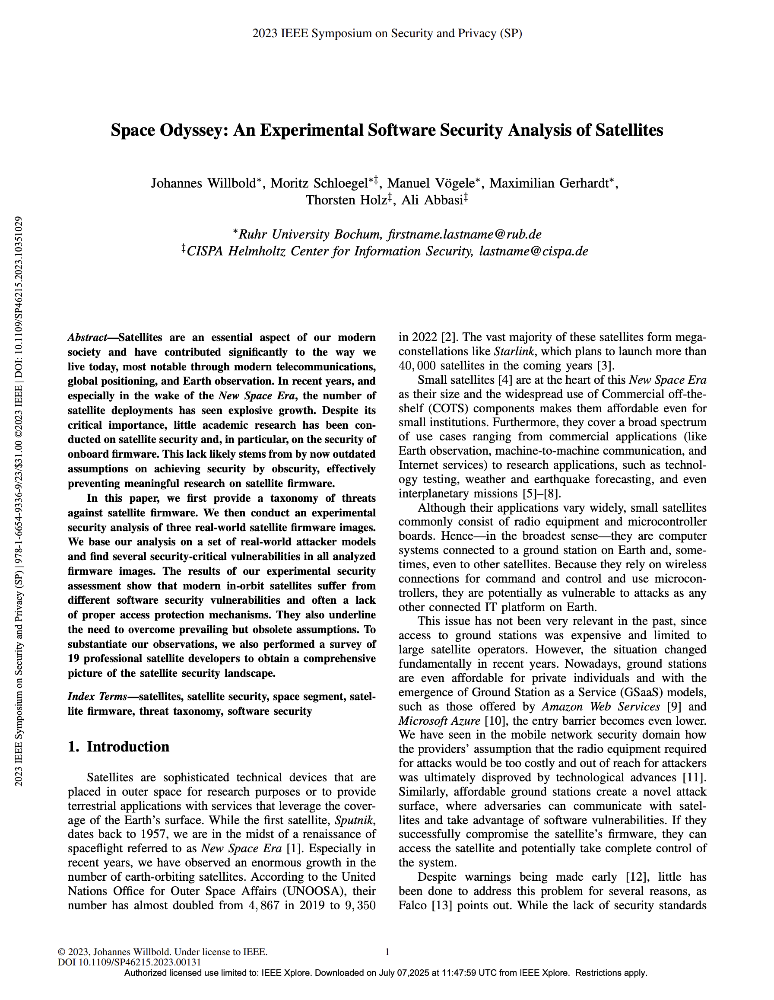 2023 IEEE Symposium on Security and Privacy (SP)
2023 IEEE Symposium on Security and Privacy (SP) | 978-1-6654-9336-9/23/$31.00 ©2023 IEEE | DOI: 10.1109/SP46215.2023.10351029
Space Odyssey: An Experimental Software Security Analysis of Satellites
Johannes Willbold*, Moritz Schloegel*‡, Manuel Vögele*, Maximilian Gerhardt*,
Thorsten Holz‡, Ali Abbasi‡
*Ruhr University Bochum, firstname.lastname@rub.de
‡CISPA Helmholtz Center for Information Security, lastname@cispa.de
Abstract—Satellites are an essential aspect of our modern
society and have contributed significantly to the way we
live today, most notable through modern telecommunications,
global positioning, and Earth observation. In recent years, and
especially in the wake of the New Space Era, the number of
satellite deployments has seen explosive growth. Despite its
critical importance, little academic research has been con-
ducted on satellite security and, in particular, on the security of
onboard firmware. This lack likely stems from by now outdated
assumptions on achieving security by obscurity, effectively
preventing meaningful research on satellite firmware.
In this paper, we first provide a taxonomy of threats
against satellite firmware. We then conduct an experimental
security analysis of three real-world satellite firmware images.
We base our analysis on a set of real-world attacker models
and find several security-critical vulnerabilities in all analyzed
firmware images. The results of our experimental security
assessment show that modern in-orbit satellites suffer from
different software security vulnerabilities and often a lack
of proper access protection mechanisms. They also underline
the need to overcome prevailing but obsolete assumptions. To
substantiate our observations, we also performed a survey of
19 professional satellite developers to obtain a comprehensive
picture of the satellite security landscape.
Index Terms—satellites, satellite security, space segment, satel-
lite firmware, threat taxonomy, software security
1. Introduction
Satellites are sophisticated technical devices that are
placed in outer space for research purposes or to provide
terrestrial applications with services that leverage the cover-
age of the Earth's surface. While the first satellite, Sputnik,
dates back to 1957, we are in the midst of a renaissance of
spaceflight referred to as New Space Era [1]. Especially in
recent years, we have observed an enormous growth in the
number of earth-orbiting satellites. According to the United
Nations Office for Outer Space Affairs (UNOOSA), their
number has almost doubled from 4,867 in 2019 to 9,350
in 2022 [2]. The vast majority of these satellites form mega-
constellations like Starlink, which plans to launch more than
40,000 satellites in the coming years [3].
Small satellites [4] are at the heart of this New Space Era
as their size and the widespread use of Commercial off-the-
shelf (COTS) components makes them affordable even for
small institutions. Furthermore, they cover a broad spectrum
of use cases ranging from commercial applications (like
Earth observation, machine-to-machine communication, and
Internet services) to research applications, such as technol-
ogy testing, weather and earthquake forecasting, and even
interplanetary missions [5]–[8].
Although their applications vary widely, small satellites
commonly consist of radio equipment and microcontroller
boards. Hence—in the broadest sense—they are computer
systems connected to a ground station on Earth and, some-
times, even to other satellites. Because they rely on wireless
connections for command and control and use microcon-
trollers, they are potentially as vulnerable to attacks as any
other connected IT platform on Earth.
This issue has not been very relevant in the past, since
access to ground stations was expensive and limited to
large satellite operators. However, the situation changed
fundamentally in recent years. Nowadays, ground stations
are even affordable for private individuals and with the
emergence of Ground Station as a Service (GSaaS) models,
such as those offered by Amazon Web Services [9] and
Microsoft Azure [10], the entry barrier becomes even lower.
We have seen in the mobile network security domain how
the providers' assumption that the radio equipment required
for attacks would be too costly and out of reach for attackers
was ultimately disproved by technological advances [11].
Similarly, affordable ground stations create a novel attack
surface, where adversaries can communicate with satel-
lites and take advantage of software vulnerabilities. If they
successfully compromise the satellite's firmware, they can
access the satellite and potentially take complete control of
the system.
Despite warnings being made early [12], little has
been done to address this problem for several reasons, as
Falco [13] points out. While the lack of security standards
© 2023, Johannes Willbold. Under license to IEEE.
DOI 10.1109/SP46215.2023.00131
1
Authorized licensed use limited to: IEEE Xplore. Downloaded on July 07,2025 at 11:47:59 UTC from IEEE Xplore. Restrictions apply.